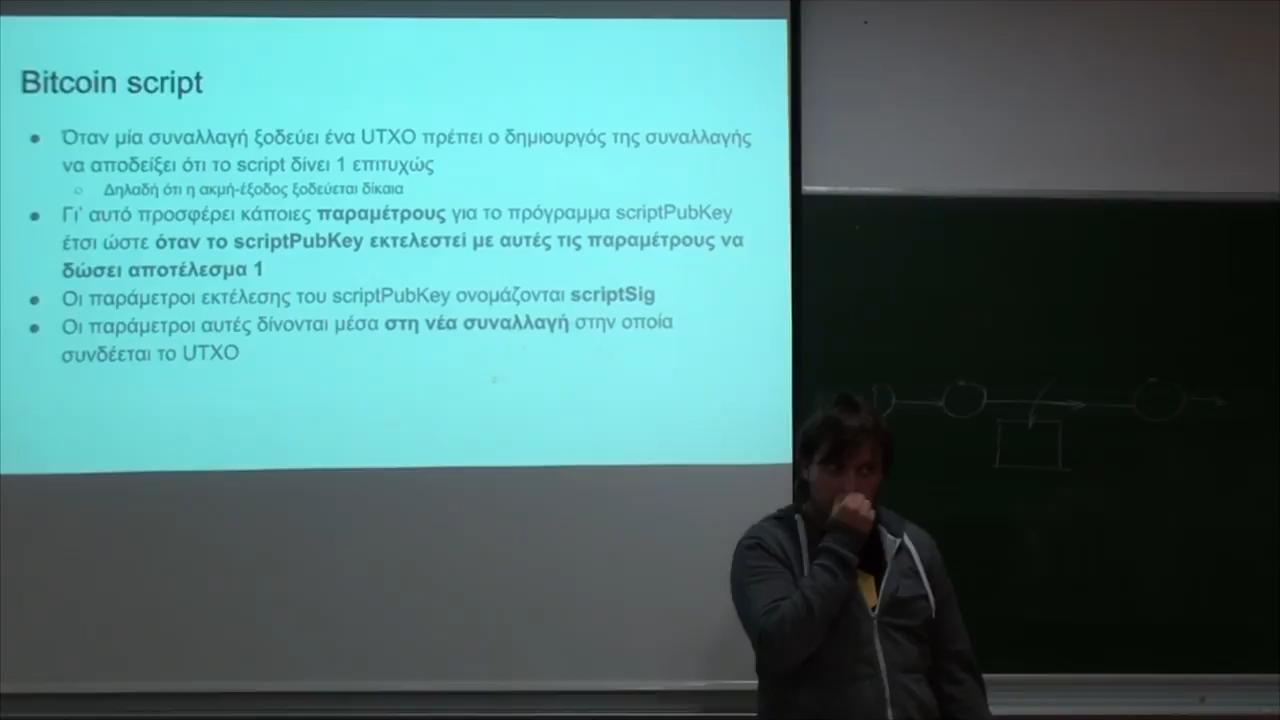 Bitcoin script
● Όταν μία συναλλαγή ξοδεύει ένα UTXO πρέπει ο δημιουργός της συναλλαγής
να αποδείξει ότι το script δίνει 1 επιτυχώς
○ Δηλαδή ότι η ακμή-έξοδος ξοδεύεται δίκαια
● Γι' αυτό προσφέρει κάποιες παραμέτρους για το πρόγραμμα scriptPubKey
έτσι ώστε όταν το scriptPubKey εκτελεστεί με αυτές τις παραμέτρους να
δώσει αποτέλεσμα 1
● Οι παράμετροι εκτέλεσης του scriptPubKey ονομάζονται scriptSig
● Οι παράμετροι αυτές δίνονται μέσα στη νέα συναλλαγή στην οποία
συνδέεται το UTXO